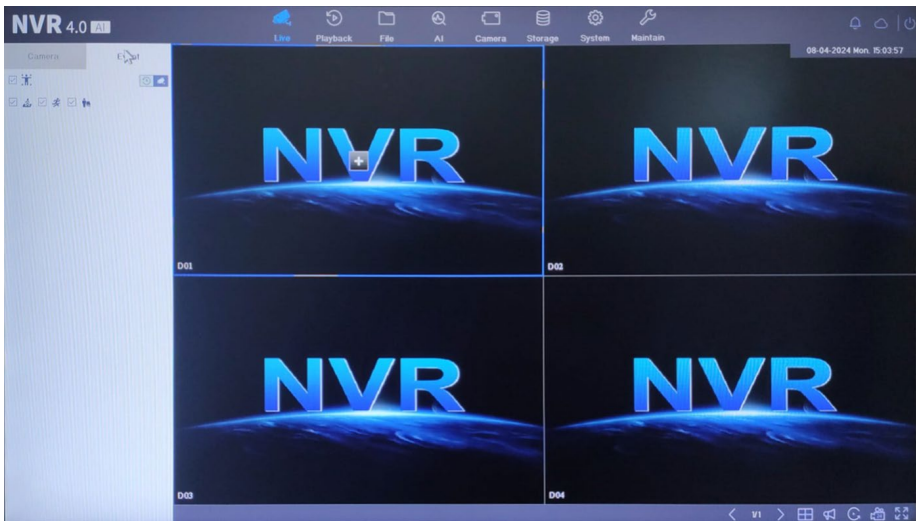 NVR 4.0 AI
Live Playback File AI Camera Storage System Maintain
08-04-2024 Mon. 15:03:57
Camera
NVR
D01
NVR
D02
NVR
D03
NVR
D04
1/1